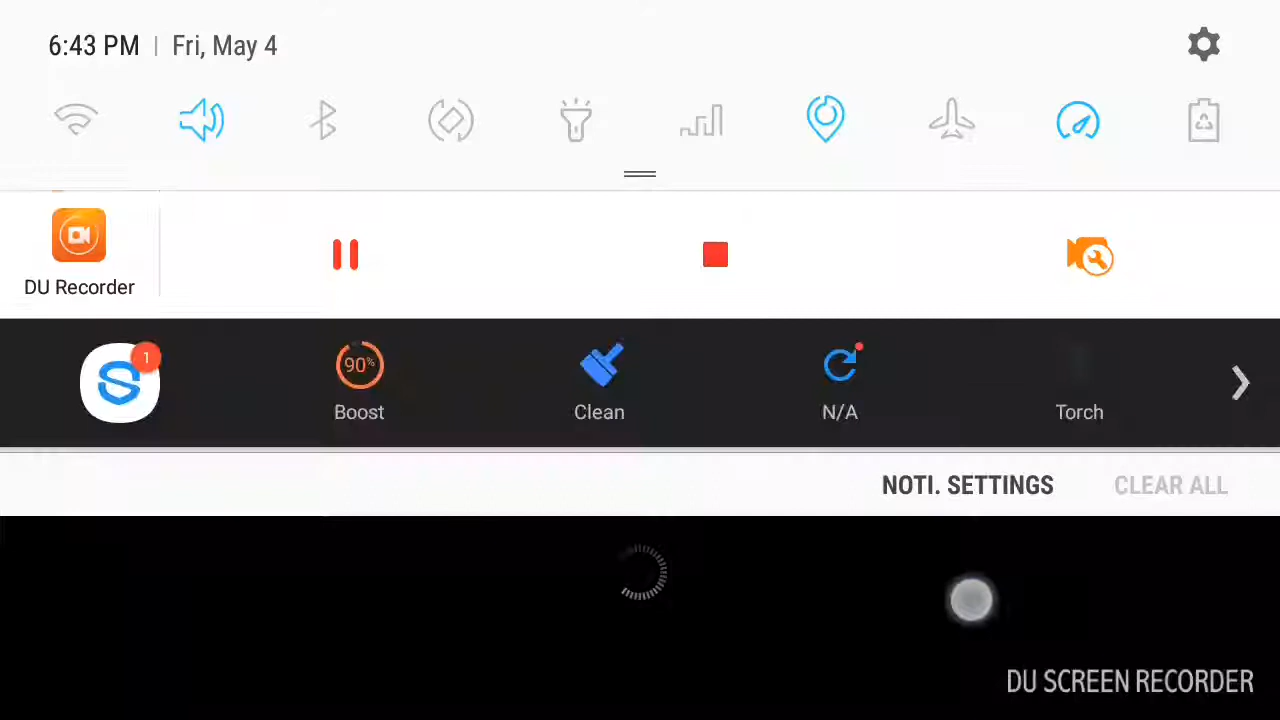 6:43 PM | Fri, May 4
DU Recorder
1
90%
Boost
Clean
N/A
Torch
NOTI. SETTINGS
CLEAR ALL
DU SCREEN RECORDER